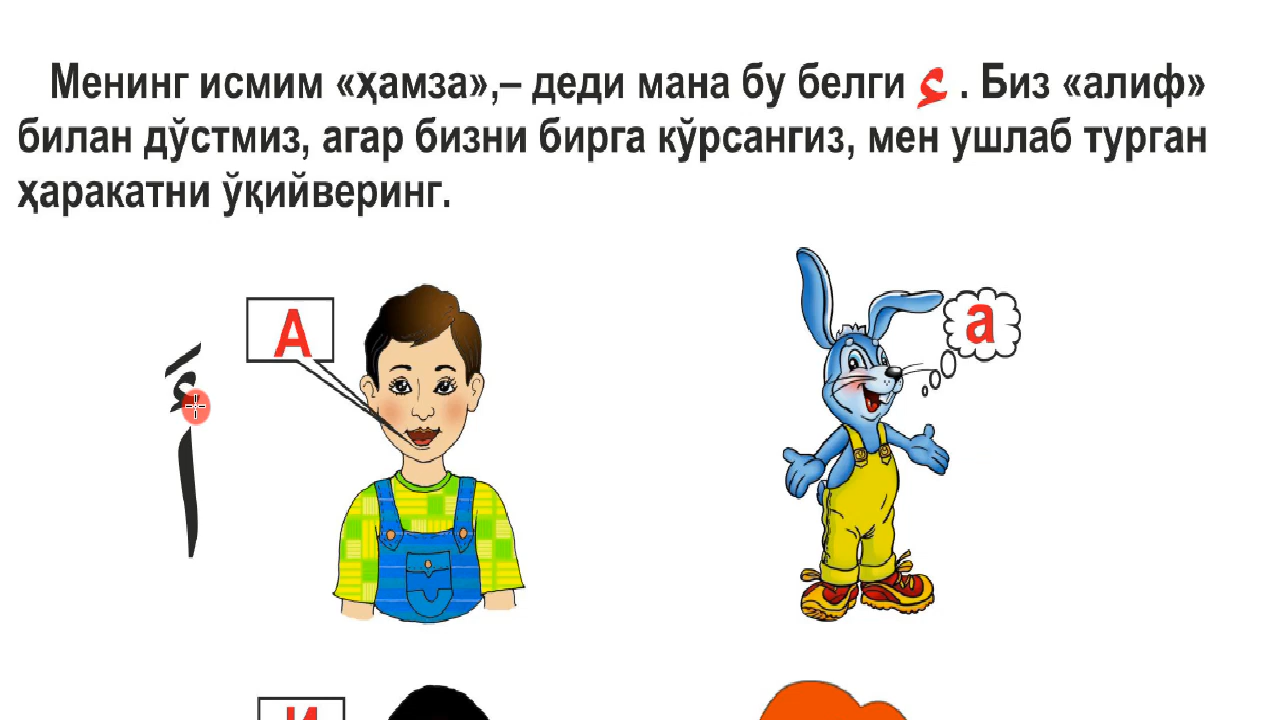 Менинг исмим «ҳамза»,– деди мана бу белги ء . Биз «алиф»
билан дўстмиз, агар бизни бирга кўрсангиз, мен ушлаб турган
ҳаракатни ўқийверинг.
أَ
А
а
И